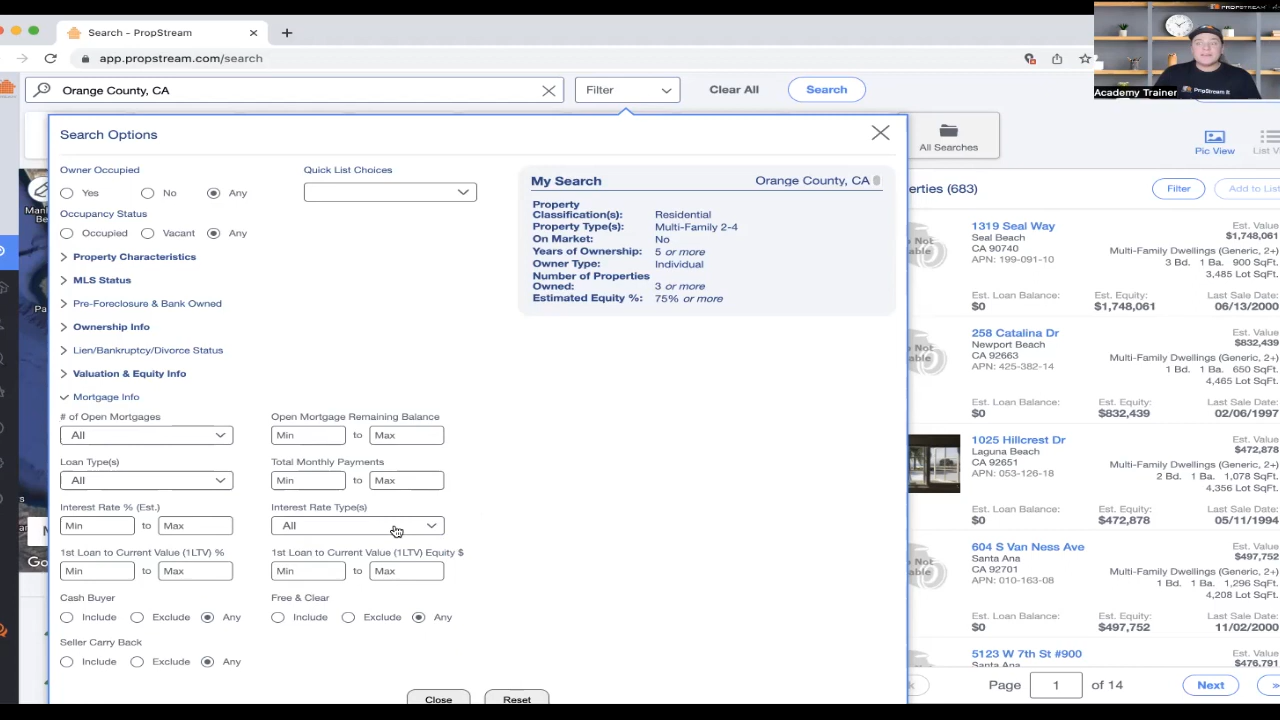 Search - PropStream
app.propstream.com/search
PROPSTREAM
PropStream It
Academy Trainer
Orange County, CA
Filter
Clear All
Search
All Searches
Pic View
List V
Search Options
Owner Occupied
Yes No Any
Occupancy Status
Occupied Vacant Any
Quick List Choices
Property Characteristics
MLS Status
Pre-Foreclosure & Bank Owned
Ownership Info
Lien/Bankruptcy/Divorce Status
Valuation & Equity Info
Mortgage Info
# of Open Mortgages
All
Open Mortgage Remaining Balance
Min to Max
Loan Type(s)
All
Total Monthly Payments
Min to Max
Interest Rate % (Est.)
Min to Max
Interest Rate Type(s)
All
1st Loan to Current Value (1LTV) %
Min to Max
1st Loan to Current Value (1LTV) Equity $
Min to Max
Cash Buyer
Include Exclude Any
Free & Clear
Include Exclude Any
Seller Carry Back
Include Exclude Any
Close
Reset
My Search Orange County, CA
Property
Classification(s): Residential
Property Type(s): Multi-Family 2-4
On Market: No
Years of Ownership: 5 or more
Owner Type: Individual
Number of Properties
Owned: 3 or more
Estimated Equity %: 75% or more
erties (683)
Filter
Add to List
1319 Seal Way
Seal Beach
CA 90740
APN: 199-091-10
Est. Value
$1,748,061
Multi-Family Dwellings (Generic, 2+)
3 Bd. 1 Ba. 900 SqFt.
3,485 Lot SqFt.
Est. Loan Balance: Est. Equity: Last Sale Date:
$0 $1,748,061 06/13/2000
258 Catalina Dr
Newport Beach
CA 92663
APN: 425-382-14
Est. Value
$832,439
Multi-Family Dwellings (Generic, 2+)
1 Bd. 1 Ba. 650 SqFt.
4,465 Lot SqFt.
Est. Loan Balance: Est. Equity: Last Sale Date:
$0 $832,439 02/06/1997
1025 Hillcrest Dr
Laguna Beach
CA 92651
APN: 053-126-18
Est. Value
$472,878
Multi-Family Dwellings (Generic, 2+)
2 Bd. 1 Ba. 1,078 SqFt.
4,356 Lot SqFt.
Est. Loan Balance: Est. Equity: Last Sale Date:
$0 $472,878 05/11/1994
604 S Van Ness Ave
Santa Ana
CA 92701
APN: 010-163-08
Est. Value
$497,752
Multi-Family Dwellings (Generic, 2+)
1 Bd. 1 Ba. 1,296 SqFt.
4,208 Lot SqFt.
Est. Loan Balance: Est. Equity: Last Sale Date:
$0 $497,752 11/02/2000
5123 W 7th St #900
Santa Ana
Est. Value
$476,791
Page 1 of 14
Next